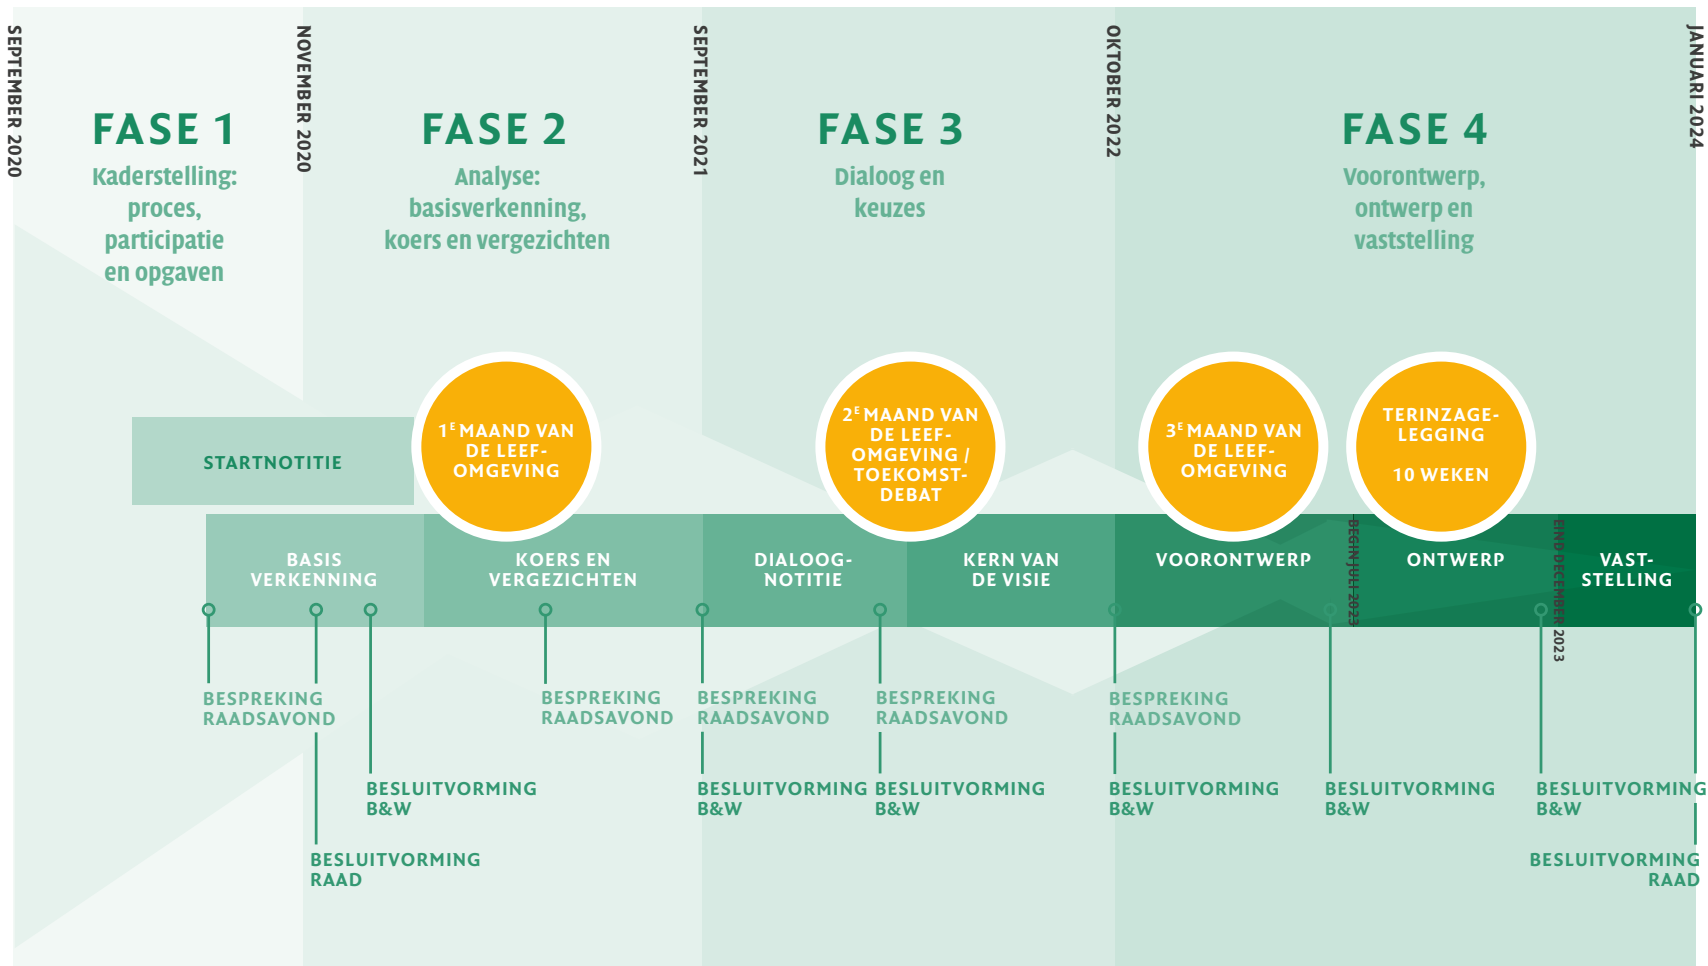 SEPTEMBER 2020
NOVEMBER 2020
SEPTEMBER 2021
OKTOBER 2022
JANUARI 2024
FASE 1
Kaderstelling:
proces,
participatie
en opgaven
FASE 2
Analyse:
basisverkenning,
koers en vergezichten
FASE 3
Dialoog en
keuzes
FASE 4
Voorontwerp,
ontwerp en
vaststelling
STARTNOTITIE
1E MAAND VAN
DE LEEF-
OMGEVING
2E MAAND VAN
DE LEEF-
OMGEVING /
TOEKOMST-
DEBAT
3E MAAND VAN
DE LEEF-
OMGEVING
TERINZAGE-
LEGGING
10 WEKEN
BASIS
VERKENNING
KOERS EN
VERGEZICHTEN
DIALOOG-
NOTITIE
KERN VAN
DE VISIE
VOORONTWERP
BEGIN JULI 2023
ONTWERP
EIND DECEMBER 2023
VAST-
STELLING
BESPREKING
RAADSAVOND
BESPREKING
RAADSAVOND
BESPREKING
RAADSAVOND
BESPREKING
RAADSAVOND
BESPREKING
RAADSAVOND
BESLUITVORMING
B&W
BESLUITVORMING
B&W
BESLUITVORMING
B&W
BESLUITVORMING
B&W
BESLUITVORMING
B&W
BESLUITVORMING
B&W
BESLUITVORMING
RAAD
BESLUITVORMING
RAAD